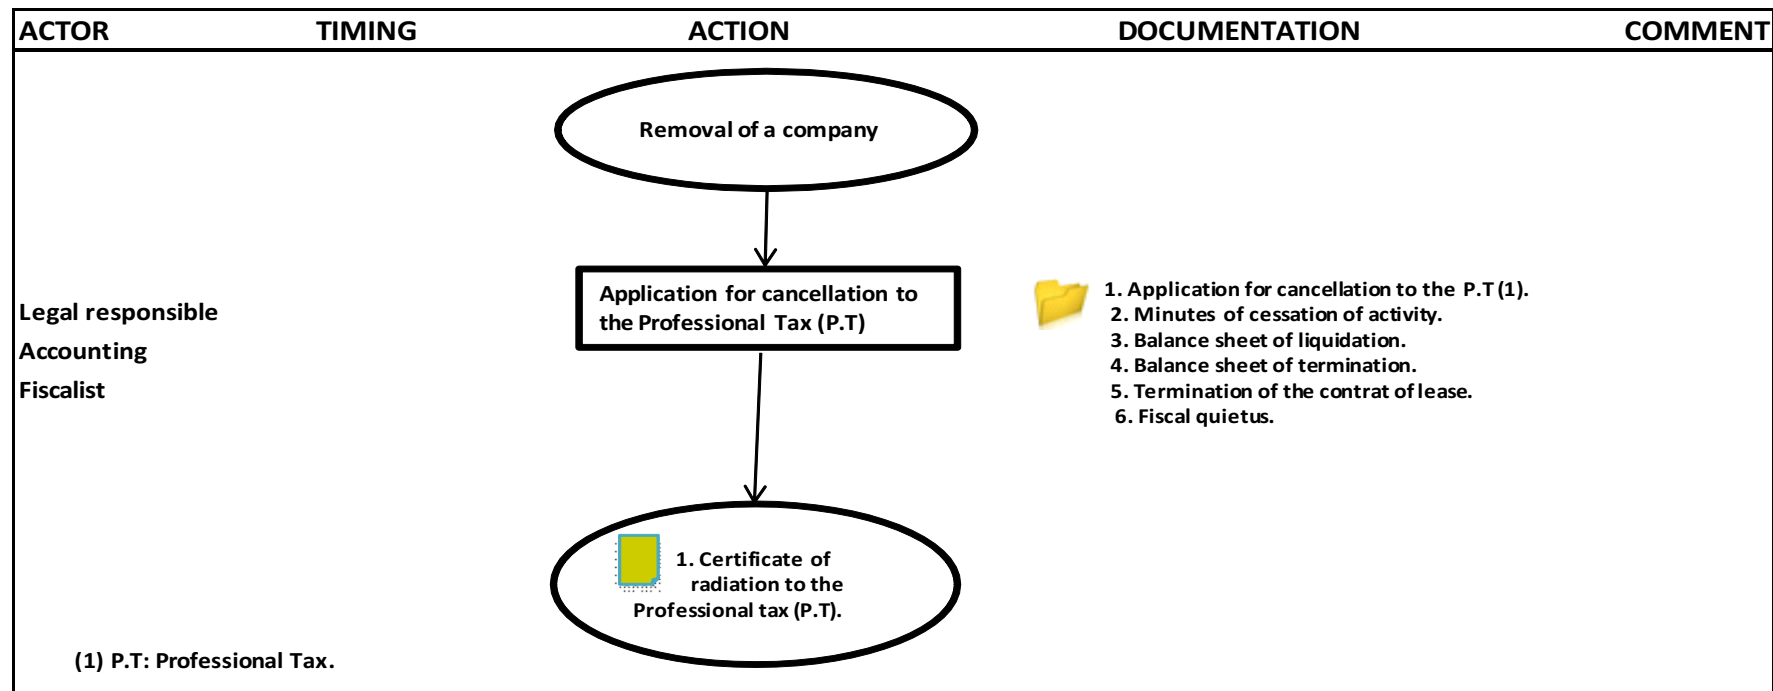 ACTOR TIMING ACTION DOCUMENTATION COMMENT
Removal of a company
Legal responsible
Accounting
Fiscalist
Application for cancellation to
the Professional Tax (P.T)
1. Application for cancellation to the P.T (1).
2. Minutes of cessation of activity.
3. Balance sheet of liquidation.
4. Balance sheet of termination.
5. Termination of the contrat of lease.
6. Fiscal quietus.
1. Certificate of
radiation to the
Professional tax (P.T).
(1) P.T: Professional Tax.